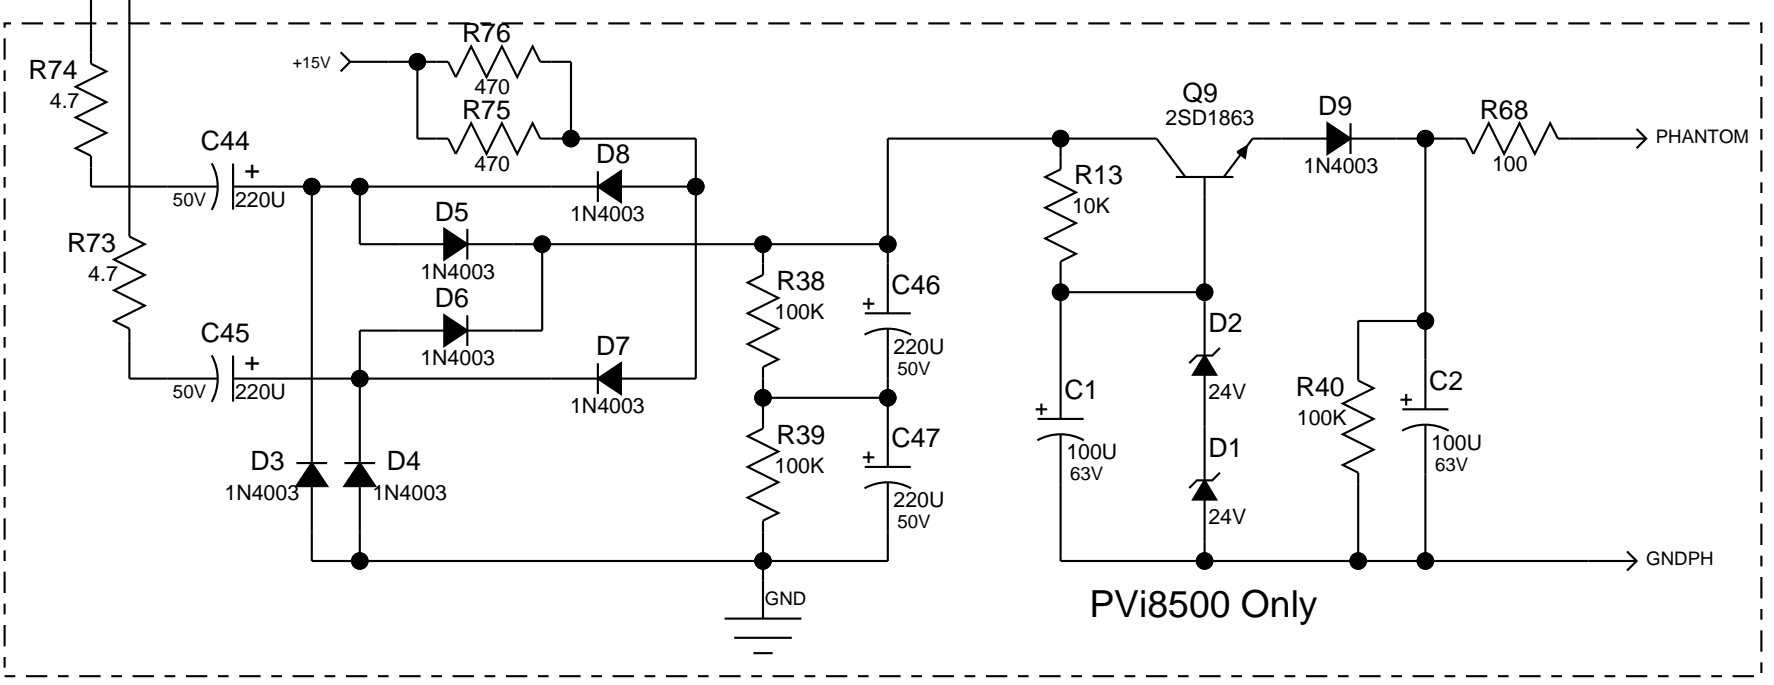 R76
+15V
470
R74
4.7
R75
470
C44
50V
220U
D8
1N4003
D5
1N4003
R73
4.7
D6
1N4003
C45
50V
220U
D7
1N4003
D3
1N4003
D4
1N4003
R38
100K
C46
220U
50V
R39
100K
C47
220U
50V
GND
Q9
2SD1863
D9
1N4003
R68
100
PHANTOM
R13
10K
D2
24V
C1
100U
63V
D1
24V
R40
100K
C2
100U
63V
GNDPH
PVi8500 Only